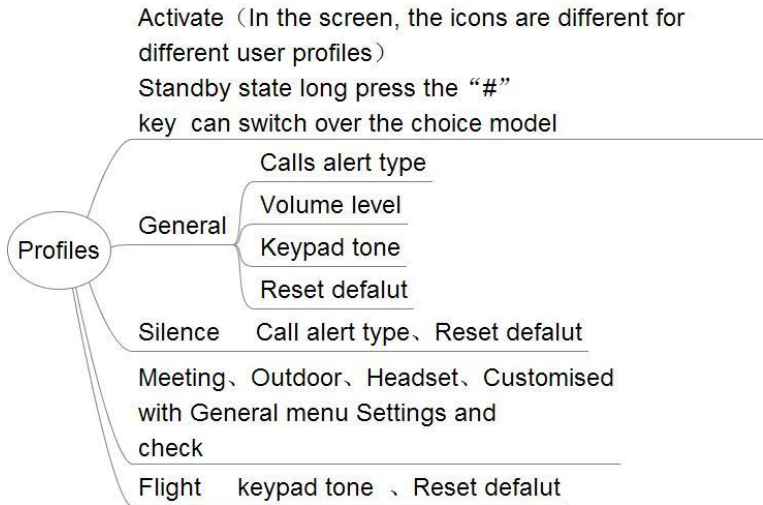 Activate（In the screen, the icons are different for
different user profiles）
Standby state long press the “#”
key can switch over the choice model
Profiles
General
Calls alert type
Volume level
Keypad tone
Reset defalut
Silence Call alert type、Reset defalut
Meeting、Outdoor、Headset、Customised
with General menu Settings and
check
Flight keypad tone 、Reset defalut